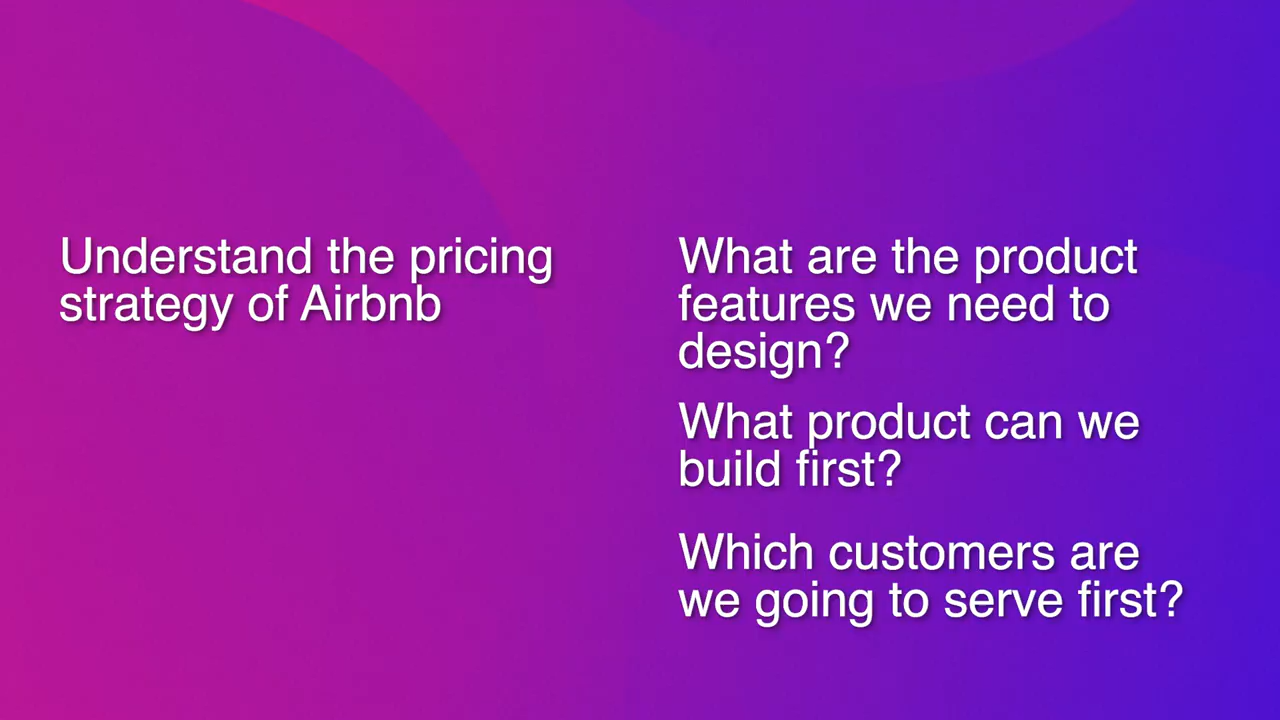 Understand the pricing
strategy of Airbnb
What are the product
features we need to
design?
What product can we
build first?
Which customers are
we going to serve first?